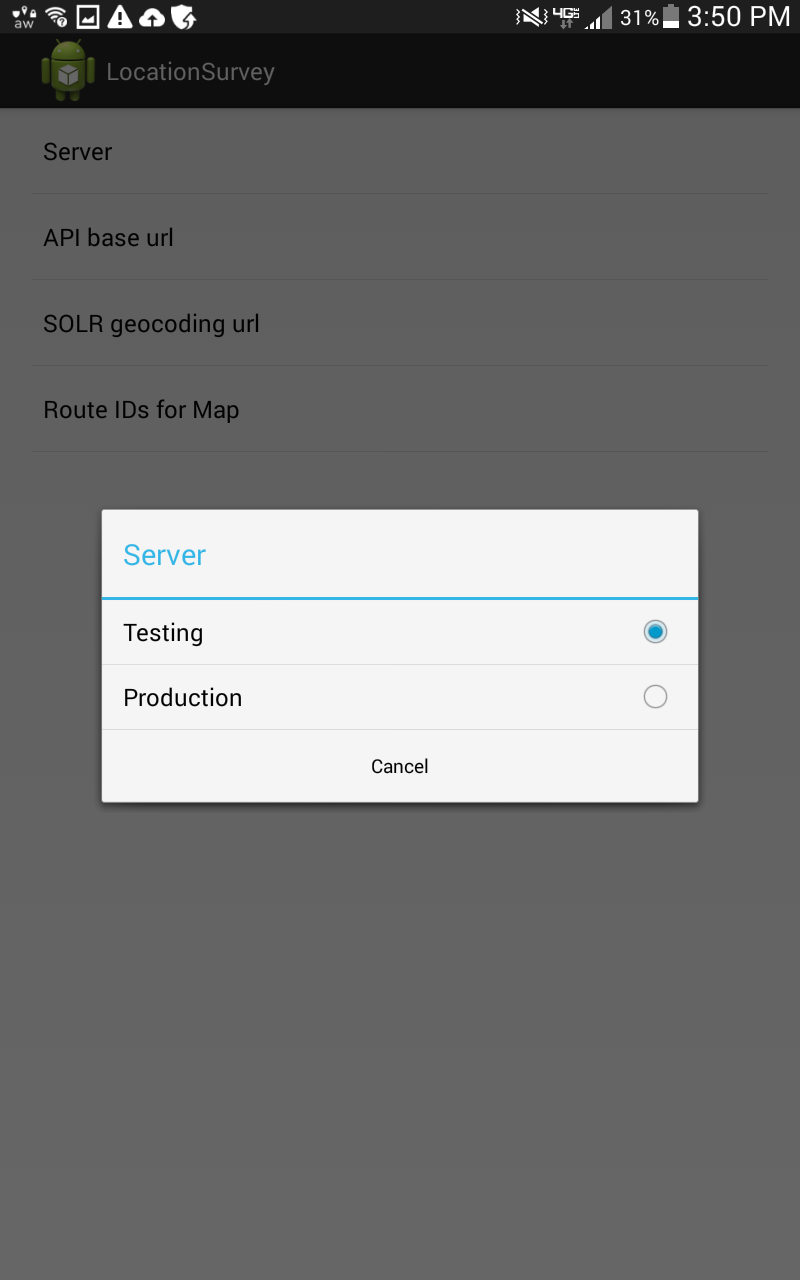 aw
4G LTE 31% 3:50 PM
LocationSurvey
Server
API base url
SOLR geocoding url
Route IDs for Map
Server
Testing
Production
Cancel